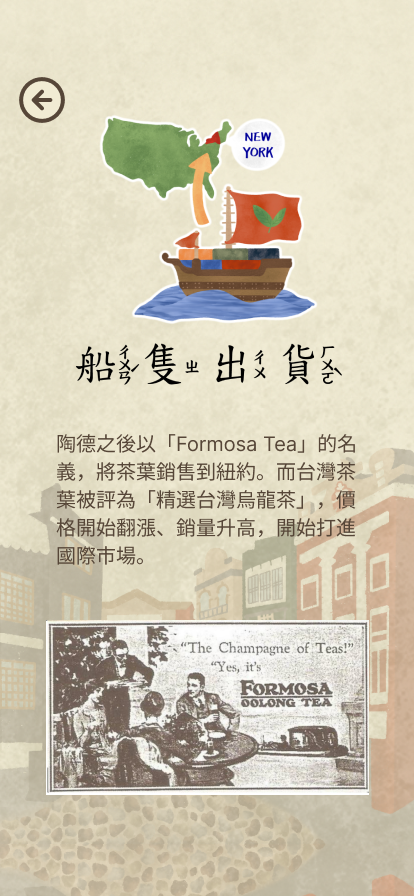 NEW
YORK
船ㄔㄨㄢˊ隻ㄓ出ㄔㄨ貨ㄏㄨㄛˋ
陶德之後以「Formosa Tea」的名
義，將茶葉銷售到紐約。而台灣茶
葉被評為「精選台灣烏龍茶」，價
格開始翻漲、銷量升高，開始打進
國際市場。
“The Champagne of Teas!”
“Yes, it's
FORMOSA
OOLONG TEA